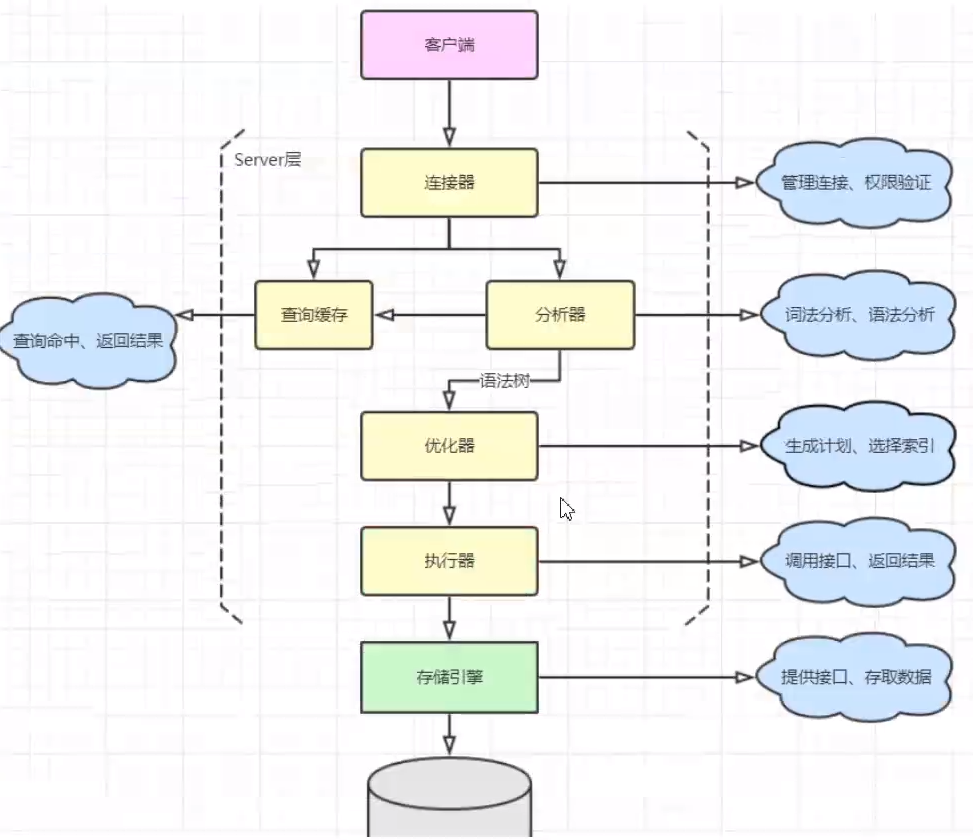 客户端
Server层
连接器
管理连接、权限验证
查询命中、返回结果
查询缓存
分析器
词法分析、语法分析
语法树
优化器
生成计划、选择索引
执行器
调用接口、返回结果
存储引擎
提供接口、存取数据